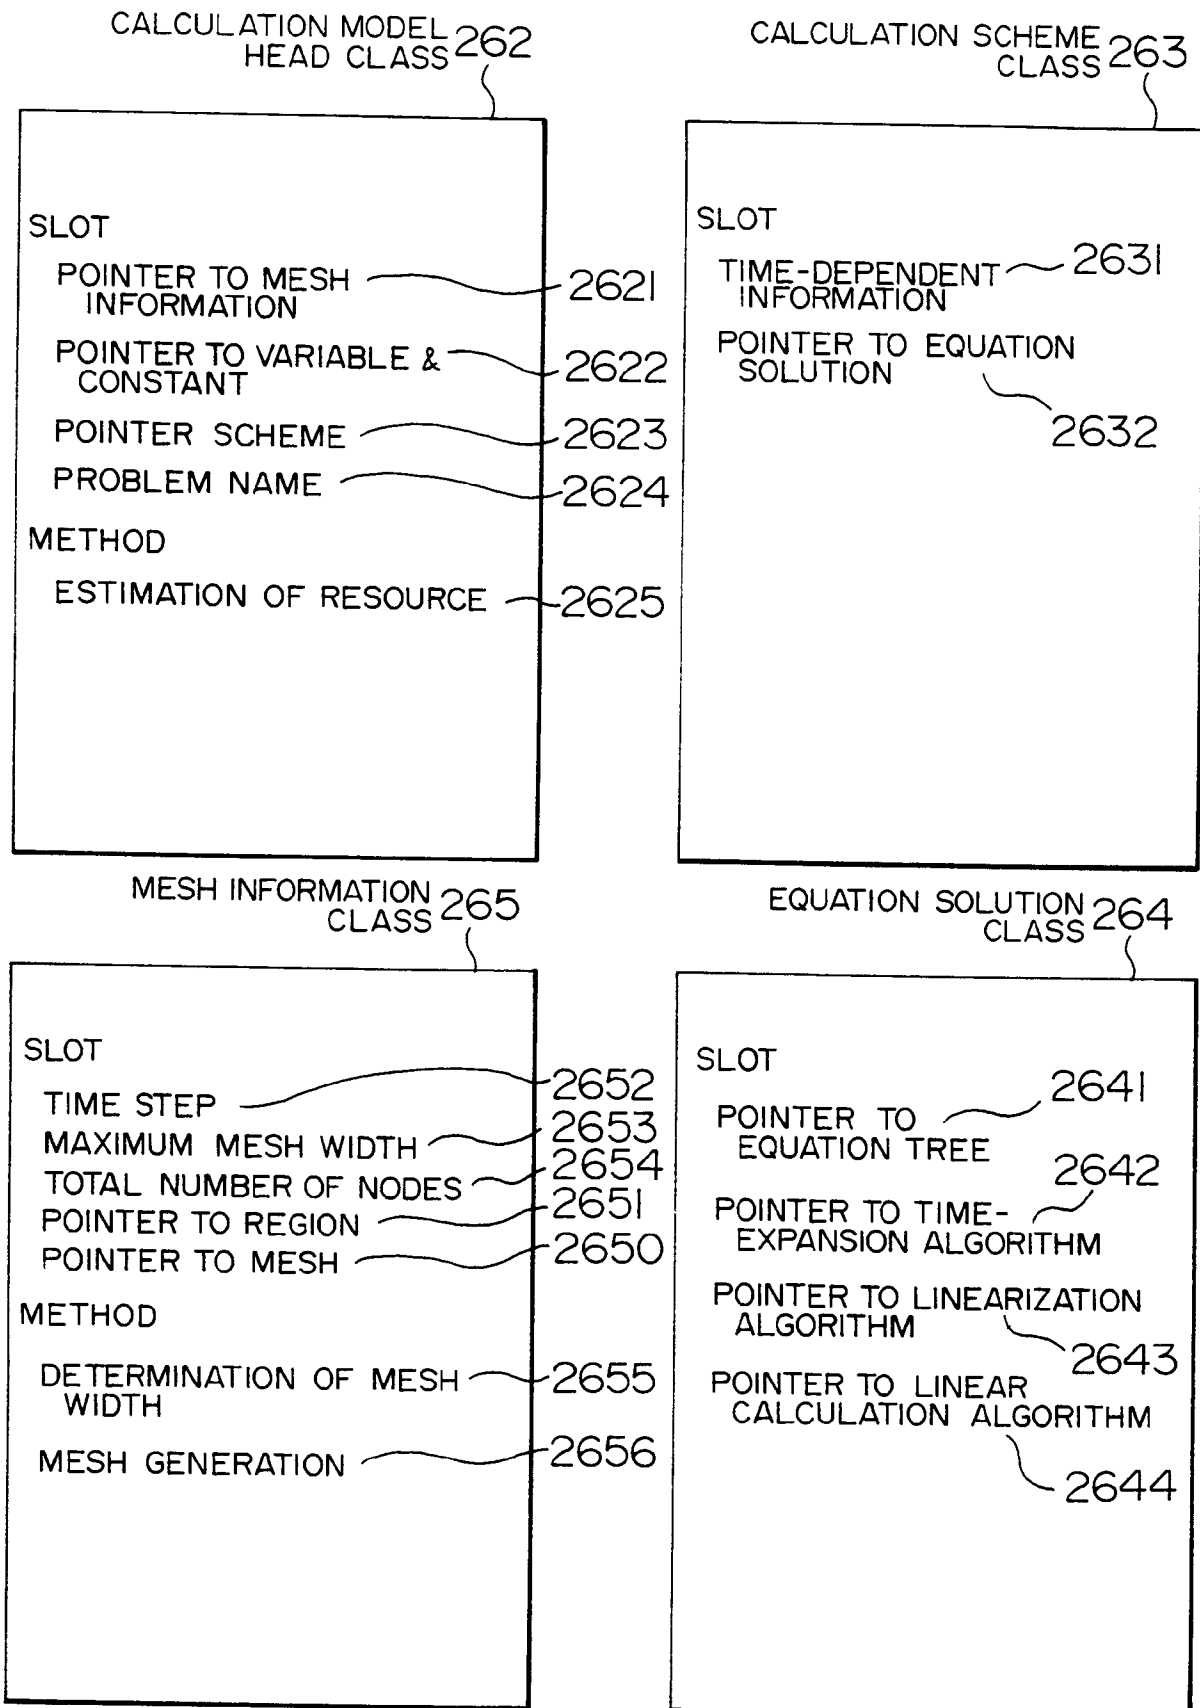 CALCULATION MODEL
HEAD CLASS 262
SLOT
POINTER TO MESH
INFORMATION
2621
POINTER TO VARIABLE &
CONSTANT
2622
POINTER SCHEME
2623
PROBLEM NAME
2624
METHOD
ESTIMATION OF RESOURCE
2625
CALCULATION SCHEME
CLASS 263
SLOT
TIME-DEPENDENT
INFORMATION
2631
POINTER TO EQUATION
SOLUTION
2632
MESH INFORMATION
CLASS 265
SLOT
TIME STEP
2652
MAXIMUM MESH WIDTH
2653
TOTAL NUMBER OF NODES
2654
POINTER TO REGION
2651
POINTER TO MESH
2650
METHOD
DETERMINATION OF MESH
WIDTH
2655
MESH GENERATION
2656
EQUATION SOLUTION
CLASS 264
SLOT
POINTER TO
EQUATION TREE
2641
POINTER TO TIME-
EXPANSION ALGORITHM
2642
POINTER TO LINEARIZATION
ALGORITHM
2643
POINTER TO LINEAR
CALCULATION ALGORITHM
2644